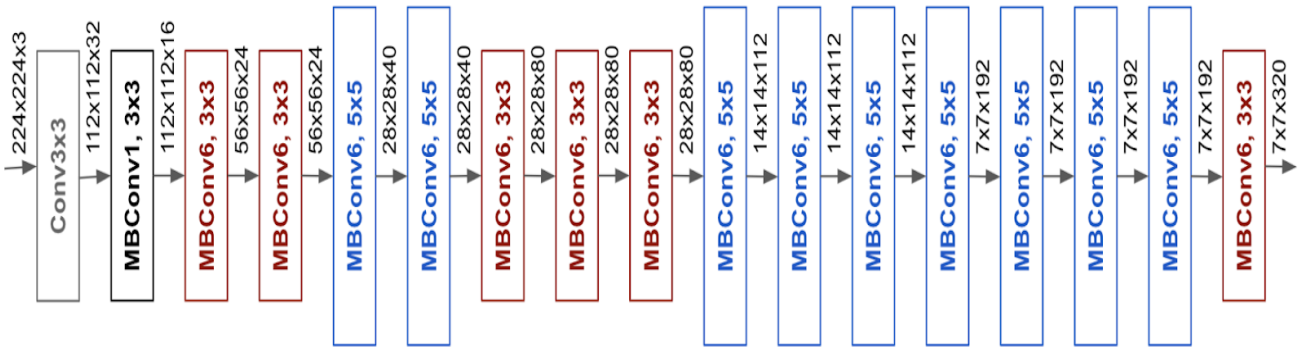 224x224x3
Conv3x3
112x112x32
MBConv1, 3x3
112x112x16
MBConv6, 3x3
56x56x24
MBConv6, 3x3
56x56x24
MBConv6, 5x5
28x28x40
MBConv6, 5x5
28x28x40
MBConv6, 3x3
28x28x80
MBConv6, 3x3
28x28x80
MBConv6, 3x3
28x28x80
MBConv6, 5x5
14x14x112
MBConv6, 5x5
14x14x112
MBConv6, 5x5
14x14x112
MBConv6, 5x5
7x7x192
MBConv6, 5x5
7x7x192
MBConv6, 5x5
7x7x192
MBConv6, 5x5
7x7x192
MBConv6, 3x3
7x7x320